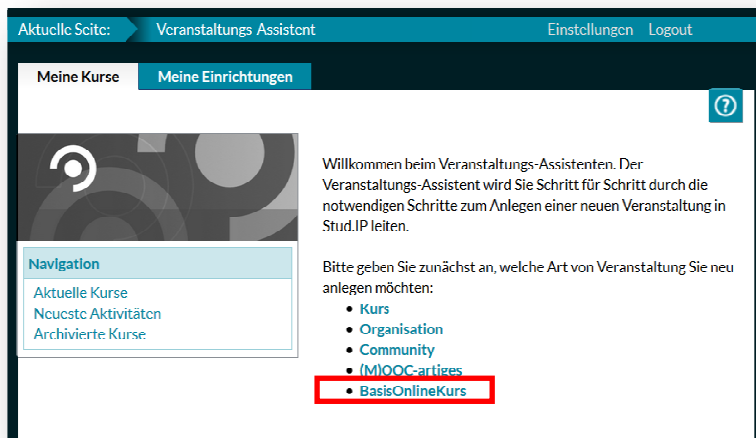 Aktuelle Seite: Veranstaltungs-Assistent Einstellungen Logout
Meine Kurse Meine Einrichtungen
?
Willkommen beim Veranstaltungs-Assistenten. Der
Veranstaltungs-Assistent wird Sie Schritt für Schritt durch die
notwendigen Schritte zum Anlegen einer neuen Veranstaltung in
Stud.IP leiten.
Navigation
Aktuelle Kurse
Neueste Aktivitäten
Archivierte Kurse
Bitte geben Sie zunächst an, welche Art von Veranstaltung Sie neu
anlegen möchten:
• Kurs
• Organisation
• Community
• (M)OOC-artiges
• BasisOnlineKurs